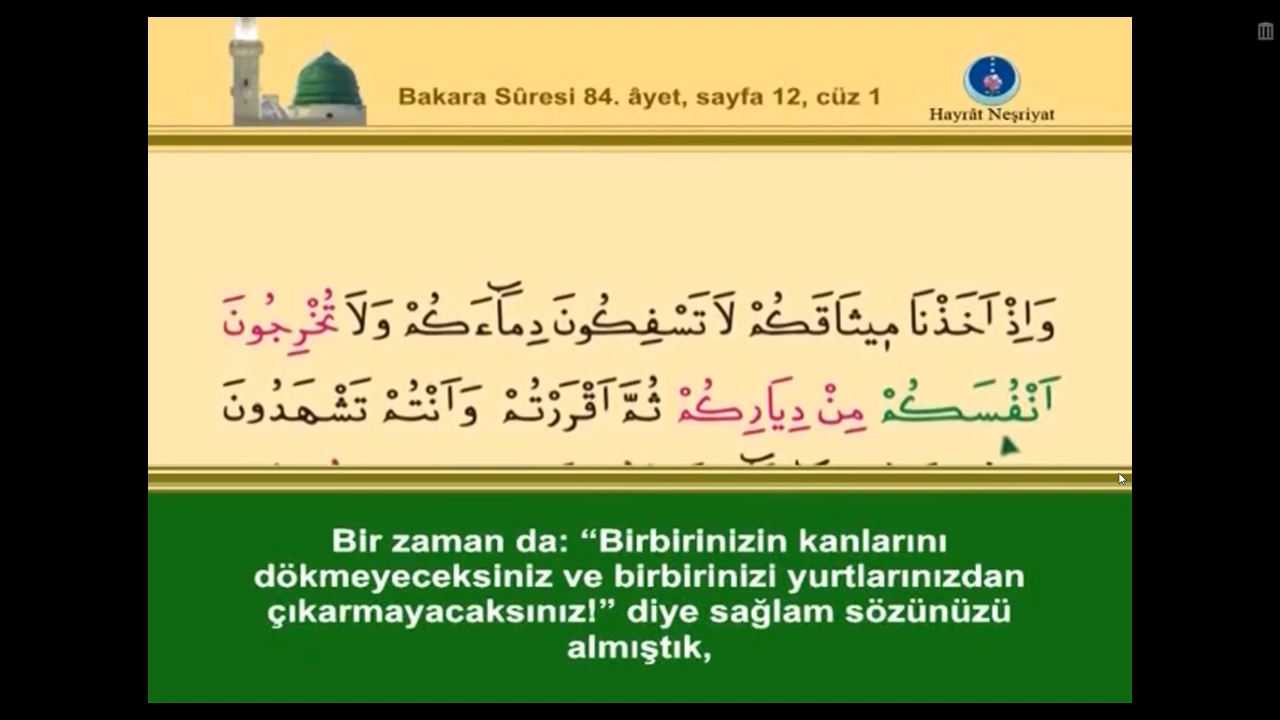 Bakara Sûresi 84. âyet, sayfa 12, cüz 1
Hayrât Neşriyat
وَاِذْ اَخَذْنَا مٖيثَاقَكُمْ لَا تَسْفِكُونَ دِمَٓاءَكُمْ وَلَا تُخْرِجُونَ
اَنْفُسَكُمْ مِنْ دِيَارِكُمْ ثُمَّ اَقْرَرْتُمْ وَاَنْتُمْ تَشْهَدُونَ
Bir zaman da: “Birbirinizin kanlarını
dökmeyeceksiniz ve birbirinizi yurtlarınızdan
çıkarmayacaksınız!” diye sağlam sözünüzü
almıştık,